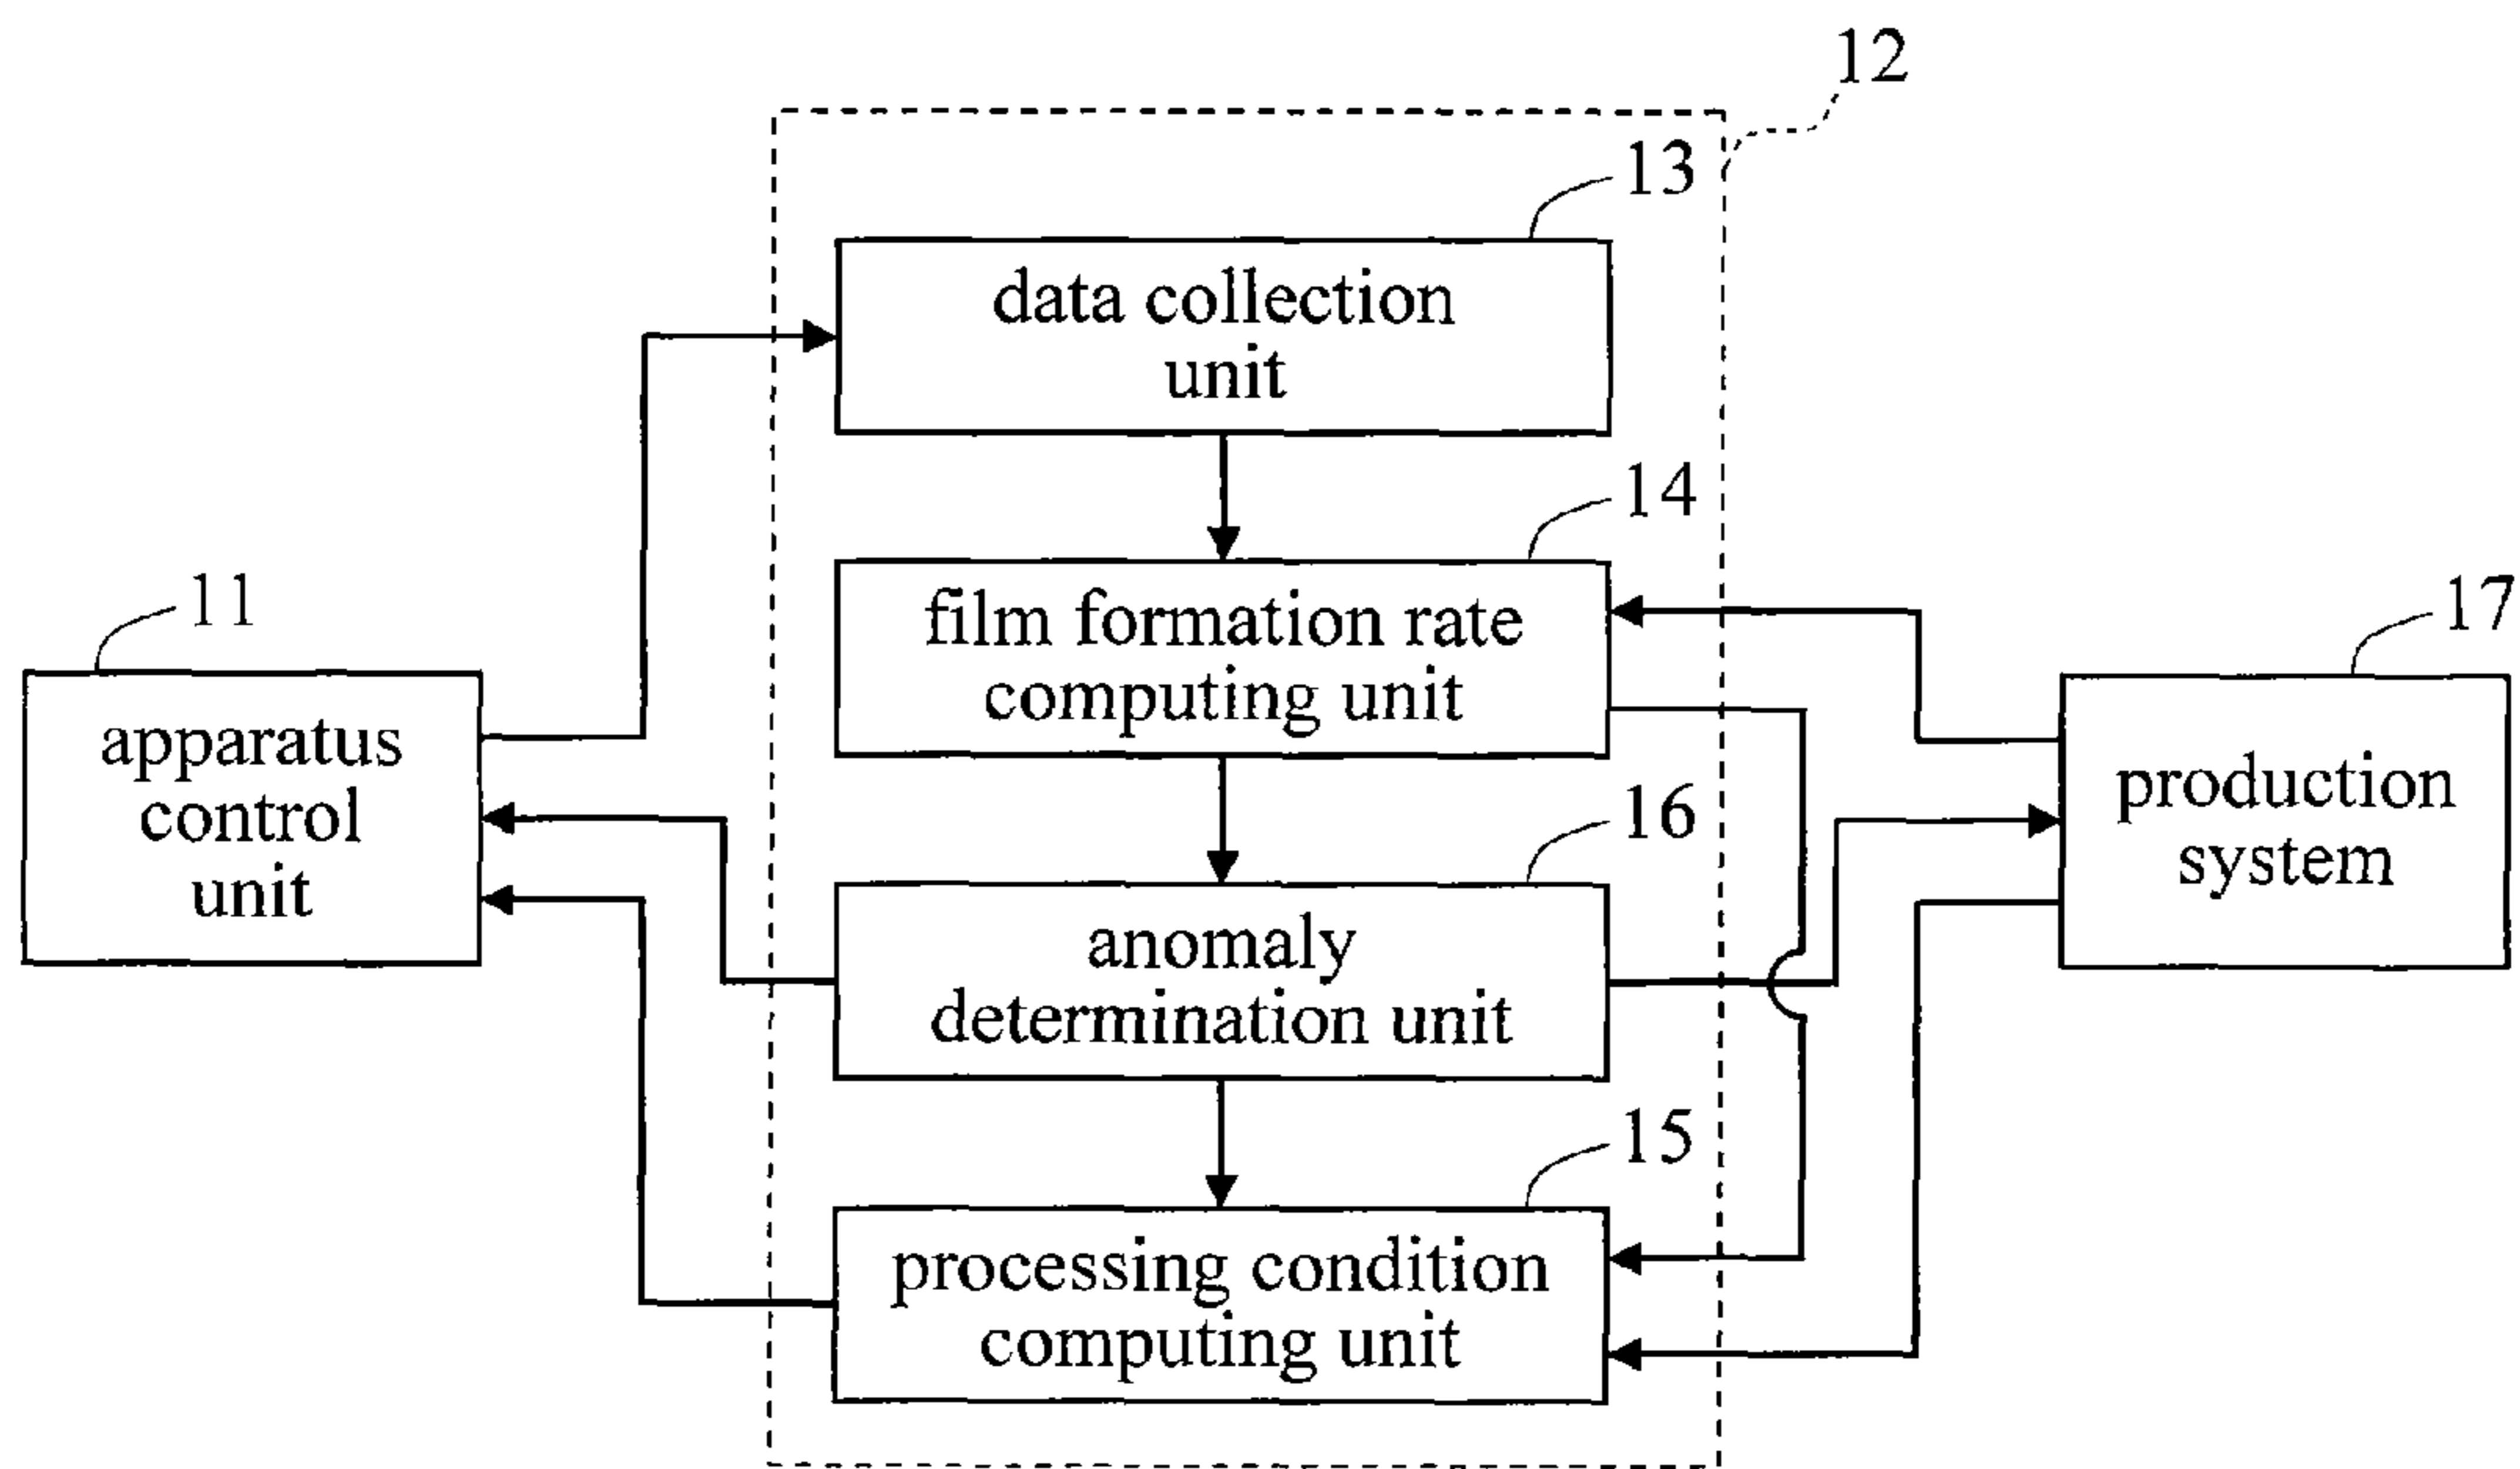 12
13
data collection
unit
14
film formation rate
computing unit
11
apparatus
control
unit
17
production
system
16
anomaly
determination unit
15
processing condition
computing unit